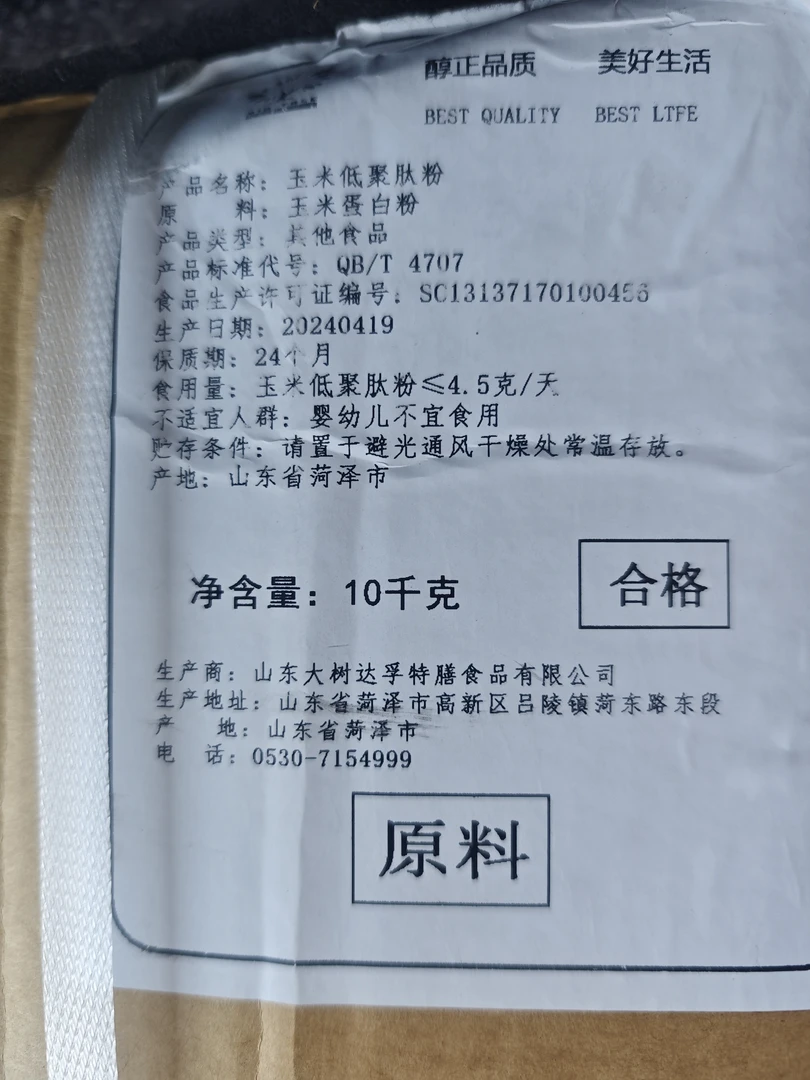 醇正品质 美好生活
BEST QUALITY BEST LTFE
产品名称：玉米低聚肽粉
原 料：玉米蛋白粉
产品类型：其他食品
产品标准代号：QB/T 4707
食品生产许可证编号：SC13137170100456
生产日期：20240419
保质期：24个月
食用量：玉米低聚肽粉≤4.5克/天
不适宜人群：婴幼儿不宜食用
贮存条件：请置于避光通风干燥处常温存放。
产地：山东省菏泽市
净含量：10千克
合格
生产商：山东大树达孚特膳食品有限公司
生产地址：山东省菏泽市高新区吕陵镇菏东路东段
产 地：山东省菏泽市
电 话：0530-7154999
原料